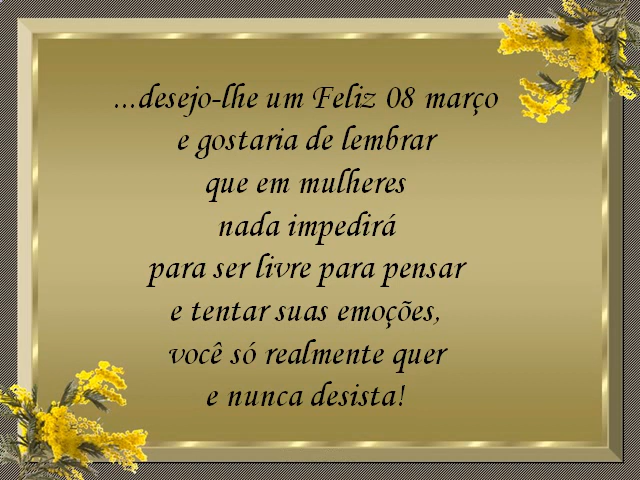 ...desejo-lhe um Feliz 08 março
e gostaria de lembrar
que em mulheres
nada impedirá
para ser livre para pensar
e tentar suas emoções,
você só realmente quer
e nunca desista!